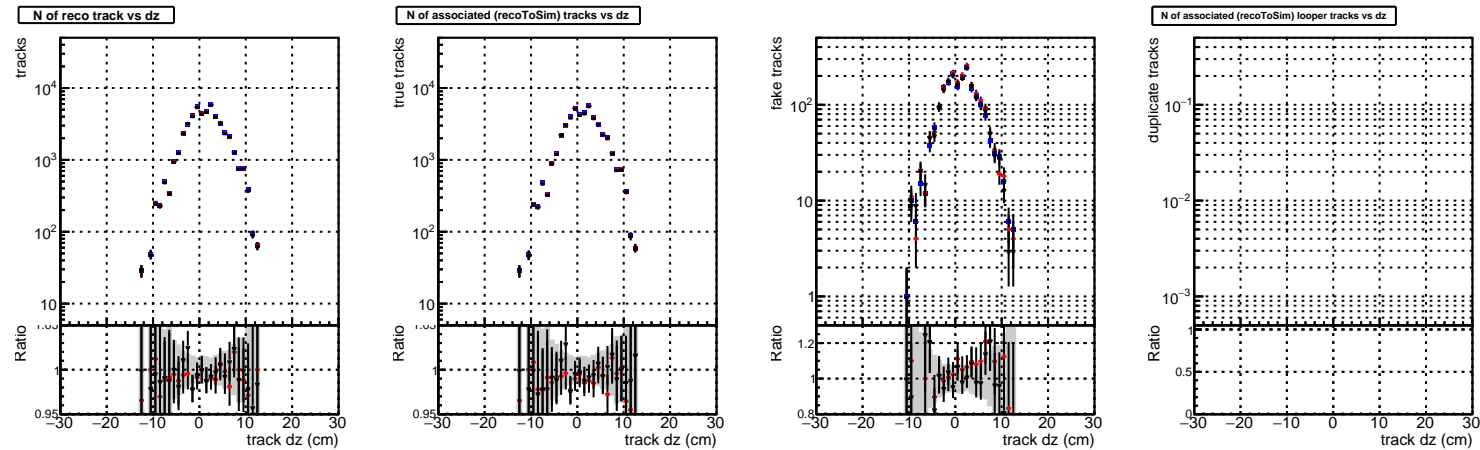 N of reco track vs dz
N of associated (recoToSim) tracks vs dz
N of associated (recoToSim) looper tracks vs dz
tracks
10⁴
10³
10²
10
Ratio
1.05
1
0.95
−30 −20 −10 0 10 20 30
track dz (cm)
true tracks
10⁴
10³
10²
10
Ratio
1.05
1
0.95
−30 −20 −10 0 10 20 30
track dz (cm)
fake tracks
10²
10
1
Ratio
1.2
1
0.8
−30 −20 −10 0 10 20 30
track dz (cm)
duplicate tracks
10⁻¹
10⁻²
10⁻³
Ratio
1
0.5
0
−30 −20 −10 0 10 20 30
track dz (cm)